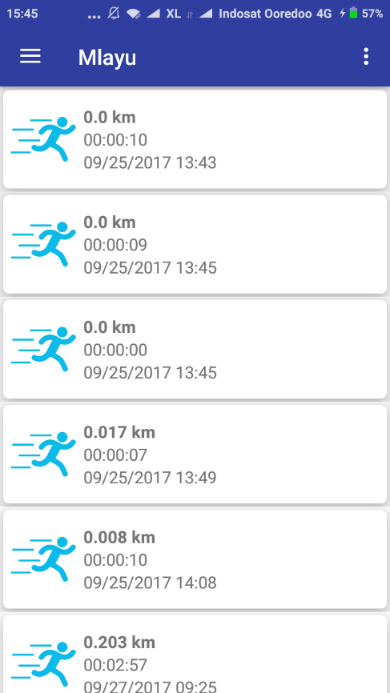 15:45 ... XL Indosat Ooredoo 4G 57%
Mlayu
0.0 km
00:00:10
09/25/2017 13:43
0.0 km
00:00:09
09/25/2017 13:45
0.0 km
00:00:00
09/25/2017 13:45
0.017 km
00:00:07
09/25/2017 13:49
0.008 km
00:00:10
09/25/2017 14:08
0.203 km
00:02:57
09/27/2017 09:25